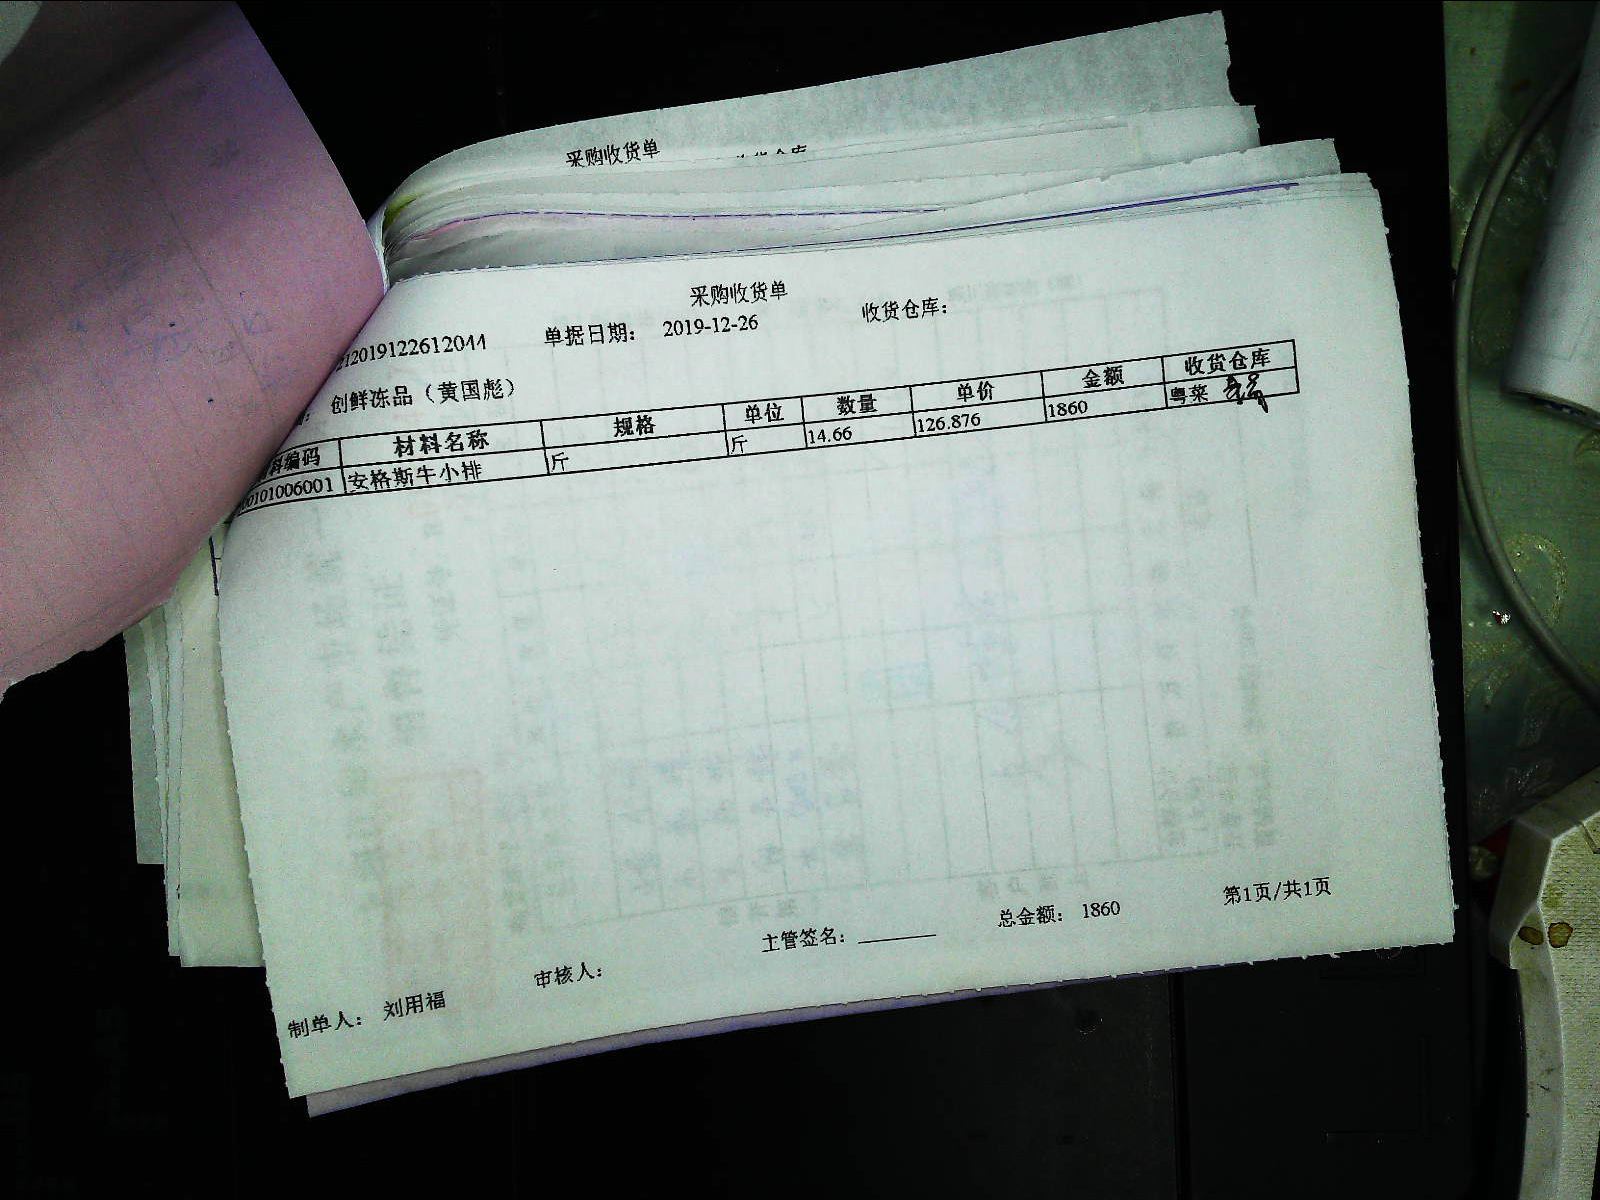 采购收货单
采购收货单
212019122612044 单据日期： 2019-12-26 收货仓库：
创鲜冻品（黄国彪）
料编码 材料名称 规格 单位 数量 单价 金额 收货仓库
00101006001 安格斯牛小排 斤 斤 14.66 126.876 1860 粤菜
制单人： 刘用福 审核人： 主管签名： 总金额： 1860 第1页/共1页